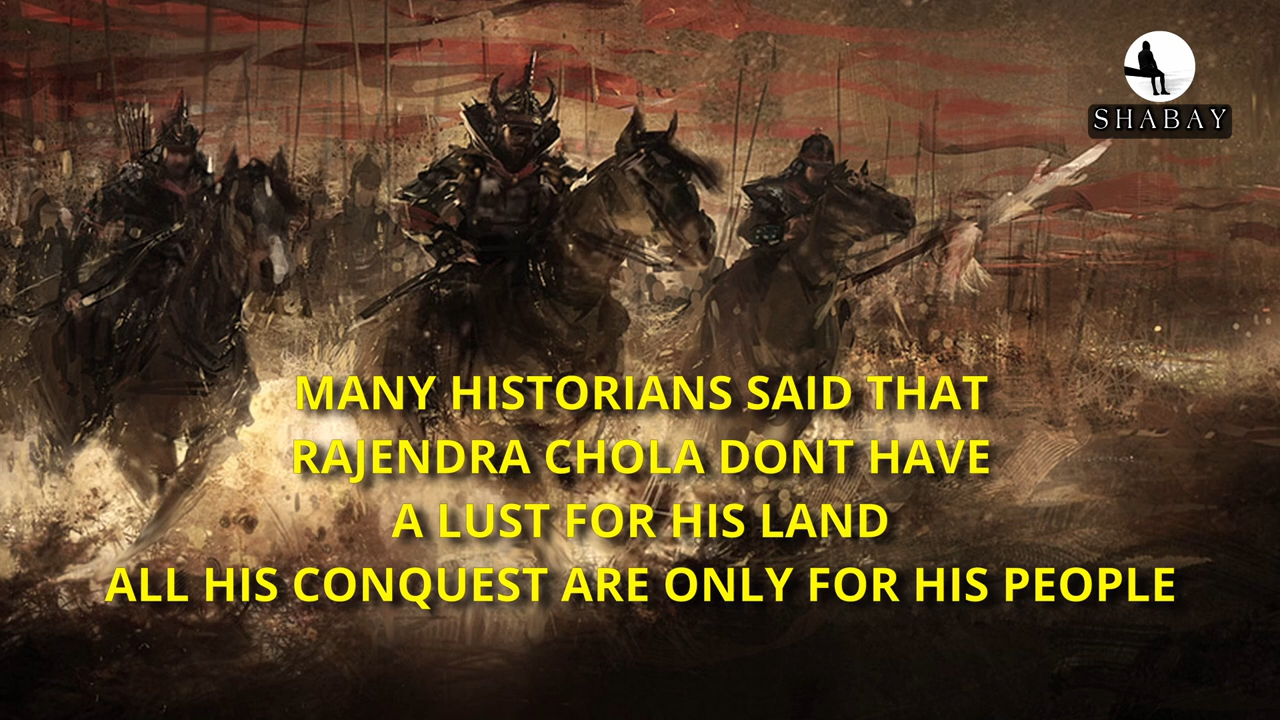 SHABAY
MANY HISTORIANS SAID THAT
RAJENDRA CHOLA DONT HAVE
A LUST FOR HIS LAND
ALL HIS CONQUEST ARE ONLY FOR HIS PEOPLE